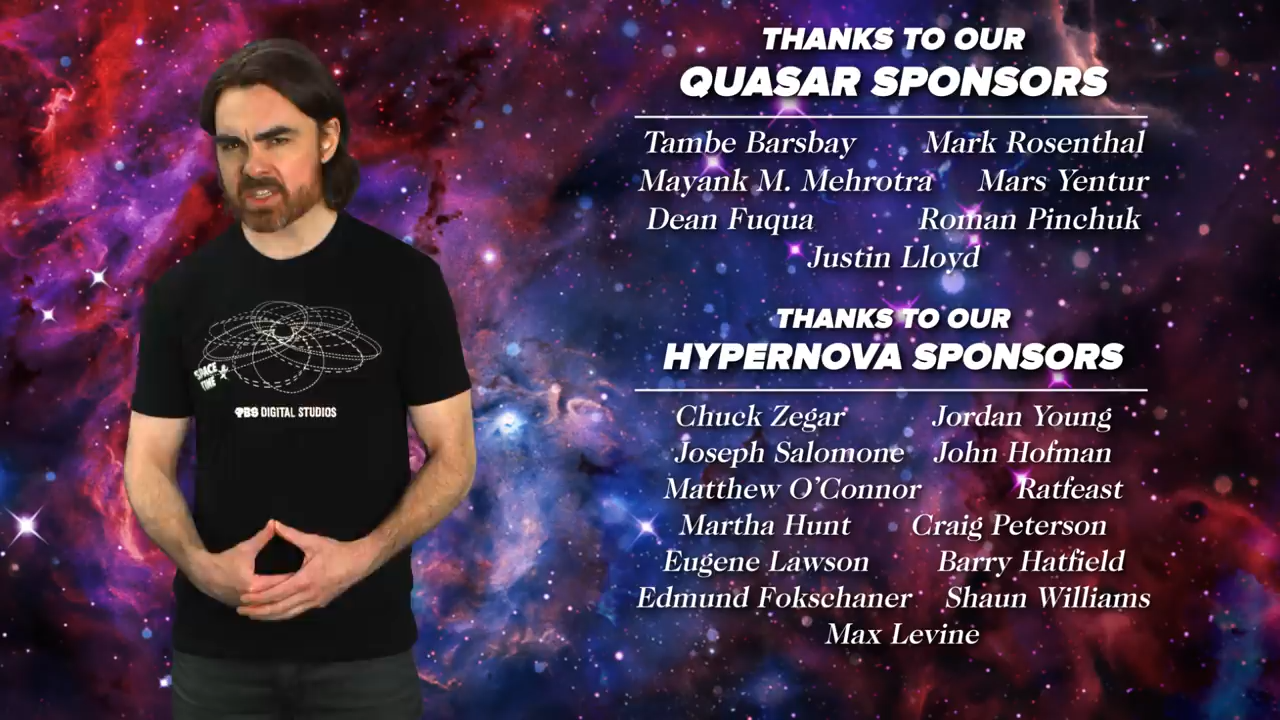 THANKS TO OUR
QUASAR SPONSORS
Tambe Barsbay Mark Rosenthal
Mayank M. Mehrotra Mars Yentur
Dean Fuqua Roman Pinchuk
Justin Lloyd
THANKS TO OUR
HYPERNOVA SPONSORS
Chuck Zegar Jordan Young
Joseph Salomone John Hofman
Matthew O’Connor Ratfeast
Martha Hunt Craig Peterson
Eugene Lawson Barry Hatfield
Edmund Fokschaner Shaun Williams
Max Levine
SPACE
TIME
PBS DIGITAL STUDIOS